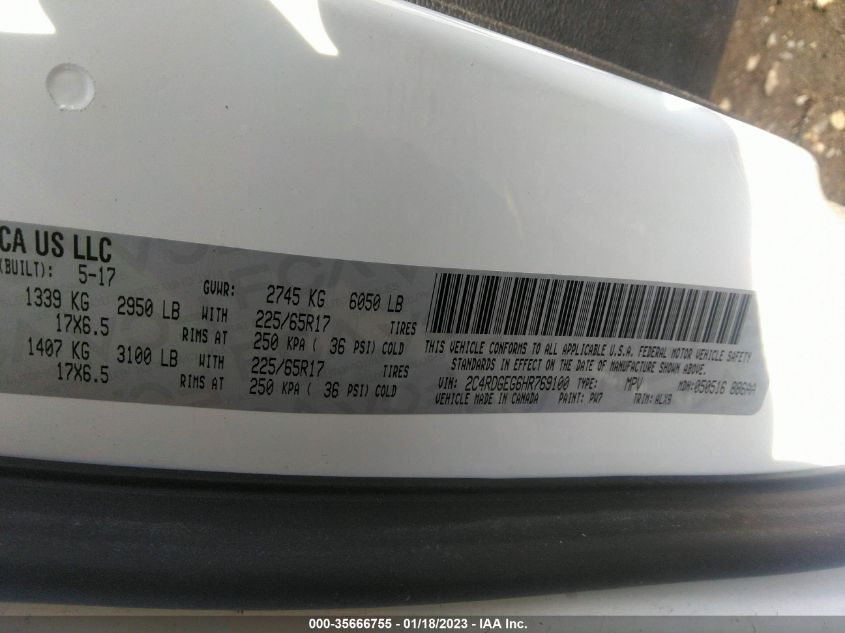 CA US LLC
(BUILT): 5-17
GVWR: 2745 KG 6050 LB
1339 KG 2950 LB WITH 225/65R17 TIRES
17X6.5 RIMS AT 250 KPA ( 36 PSI) COLD
1407 KG 3100 LB WITH 225/65R17 TIRES
17X6.5 RIMS AT 250 KPA ( 36 PSI) COLD
THIS VEHICLE CONFORMS TO ALL APPLICABLE U.S.A. FEDERAL MOTOR VEHICLE SAFETY
STANDARDS IN EFFECT ON THE DATE OF MANUFACTURE SHOWN ABOVE.
VIN: 2C4RDGEG6HR769100 TYPE: MPV MDH:050516 886AA
VEHICLE MADE IN CANADA PAINT: PW7 TRIM:ALX9
000-35666755 — 01/18/2023 — IAA Inc.